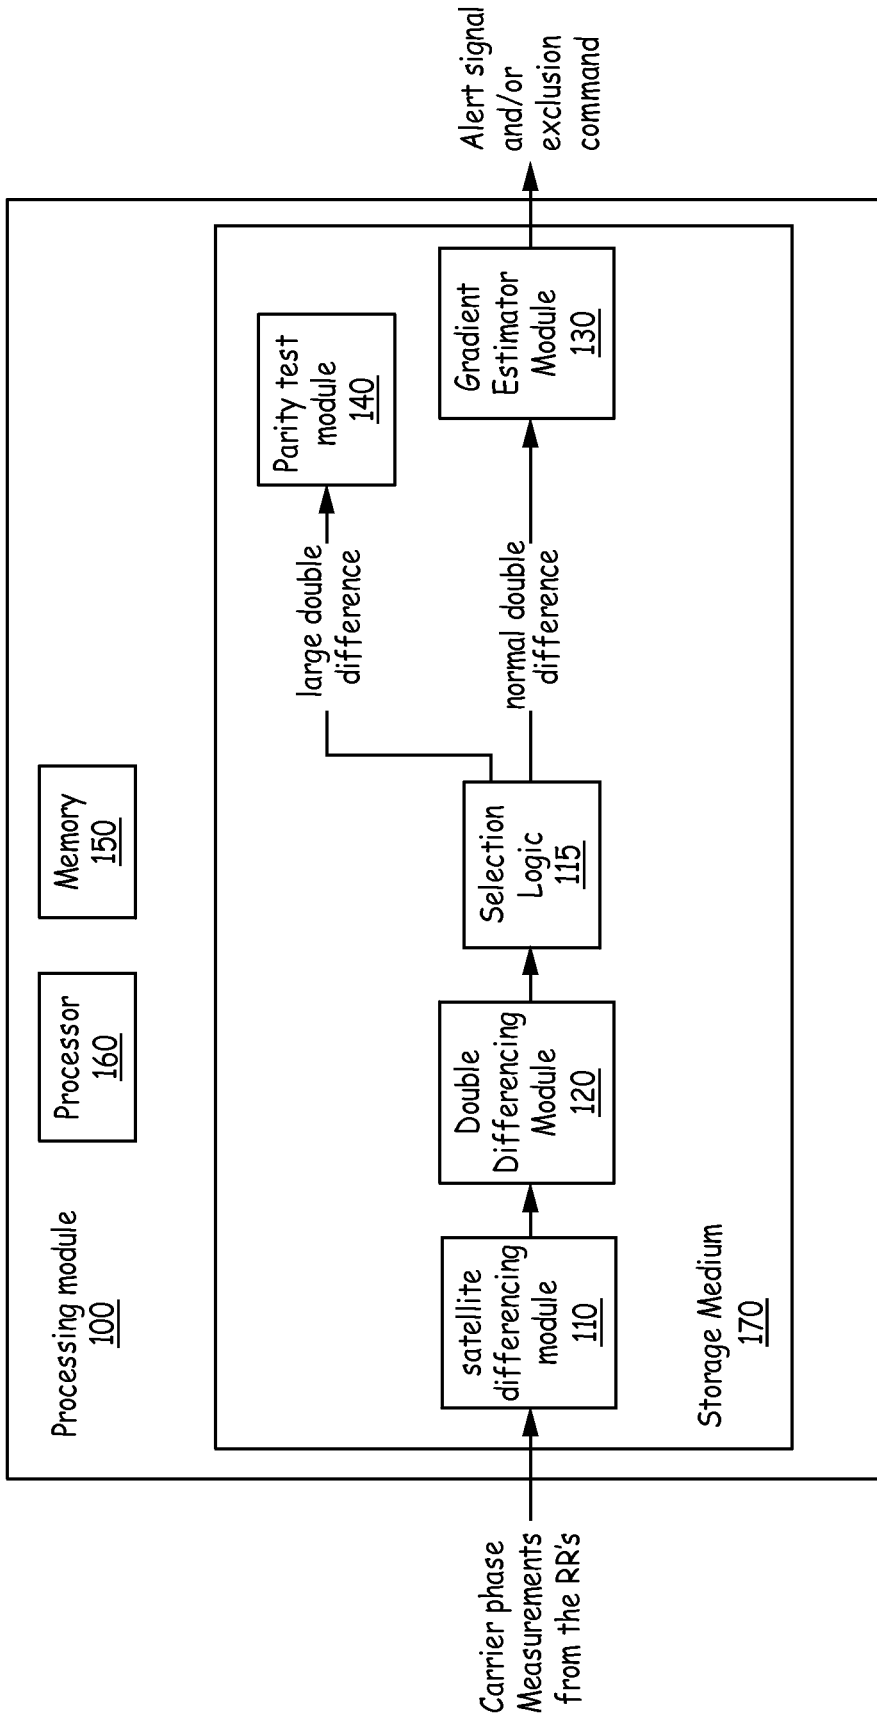 Processing module
100
Processor
160
Memory
150
Carrier phase
Measurements
from the RR's
satellite
differencing
module
110
Double
Differencing
Module
120
Selection
Logic
115
large double
difference
normal double
difference
Parity test
module
140
Gradient
Estimator
Module
130
Alert signal
and/or
exclusion
command
Storage Medium
170